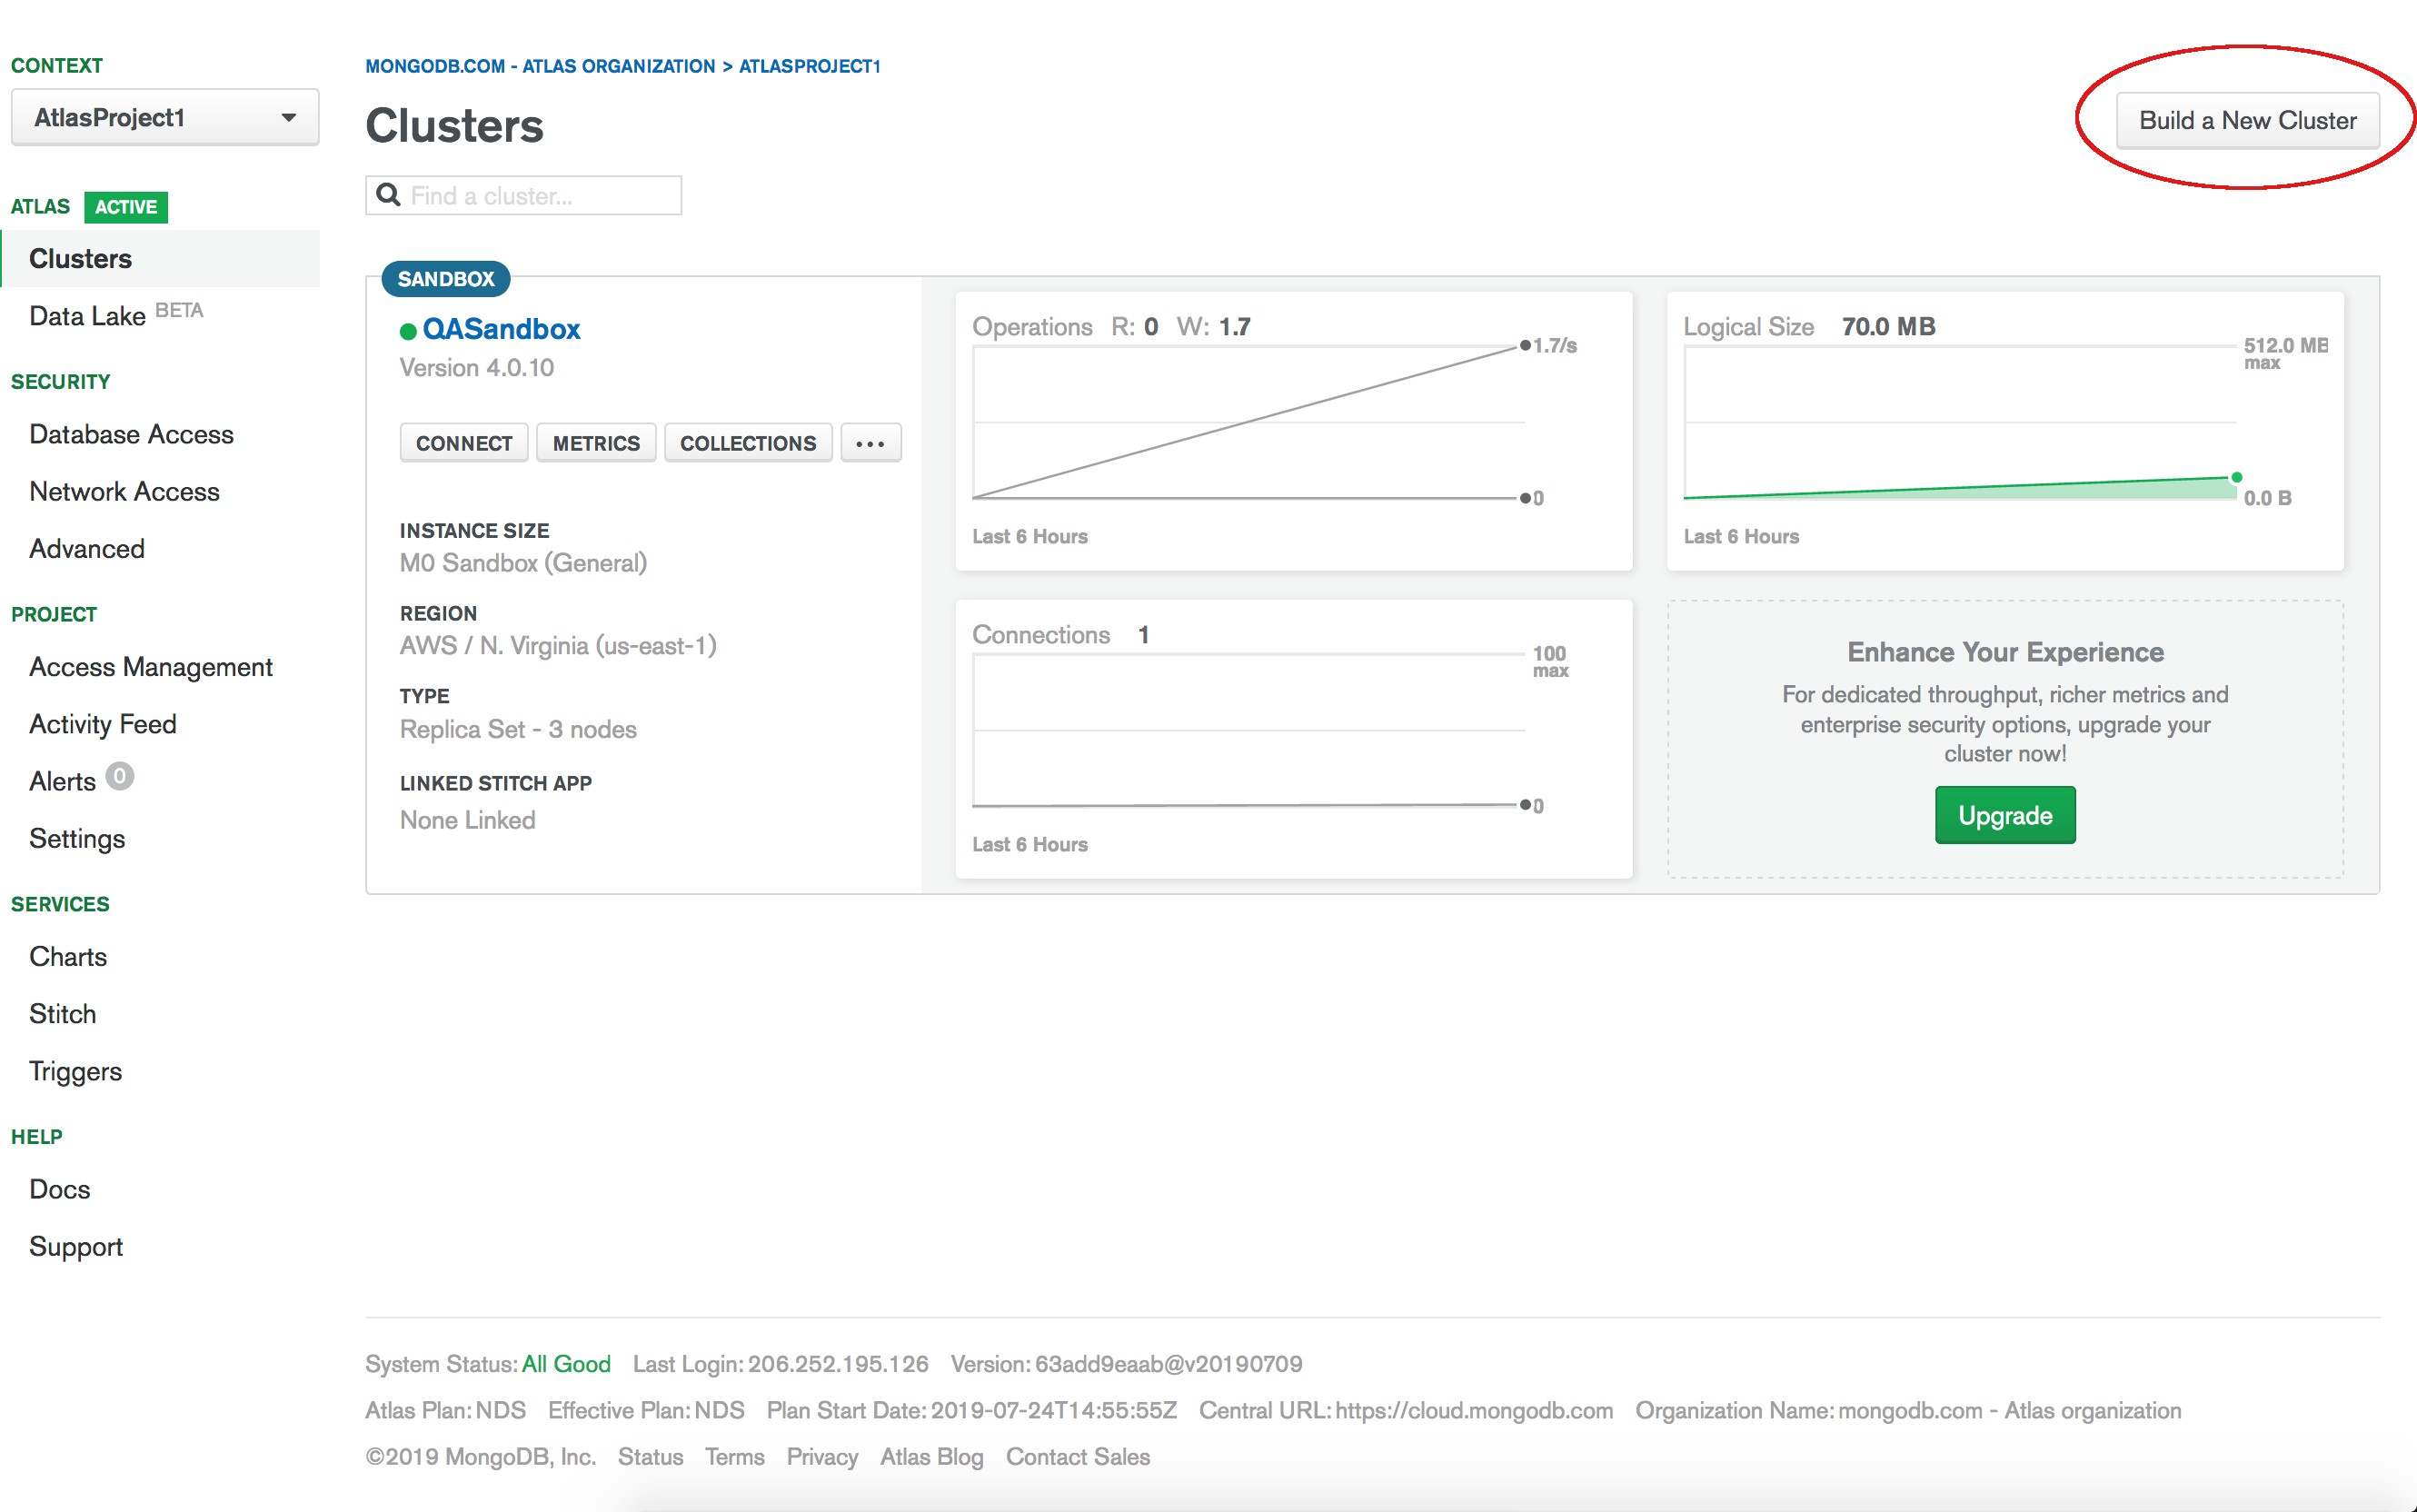 CONTEXT
AtlasProject1
ATLAS ACTIVE
Clusters
Data Lake BETA
SECURITY
Database Access
Network Access
Advanced
PROJECT
Access Management
Activity Feed
Alerts 0
Settings
SERVICES
Charts
Stitch
Triggers
HELP
Docs
Support
MONGODB.COM - ATLAS ORGANIZATION > ATLASPROJECT1
Clusters
Build a New Cluster
Find a cluster...
SANDBOX
QASandbox
Version 4.0.10
CONNECT METRICS COLLECTIONS ...
INSTANCE SIZE
M0 Sandbox (General)
REGION
AWS / N. Virginia (us-east-1)
TYPE
Replica Set - 3 nodes
LINKED STITCH APP
None Linked
Operations R: 0 W: 1.7
1.7/s
0
Last 6 Hours
Logical Size 70.0 MB
512.0 MB
max
0.0 B
Last 6 Hours
Connections 1
100
max
0
Last 6 Hours
Enhance Your Experience
For dedicated throughput, richer metrics and
enterprise security options, upgrade your
cluster now!
Upgrade
System Status: All Good Last Login: 206.252.195.126 Version: 63add9eaab@v20190709
Atlas Plan: NDS Effective Plan: NDS Plan Start Date: 2019-07-24T14:55:55Z Central URL: https://cloud.mongodb.com Organization Name: mongodb.com - Atlas organization
©2019 MongoDB, Inc. Status Terms Privacy Atlas Blog Contact Sales